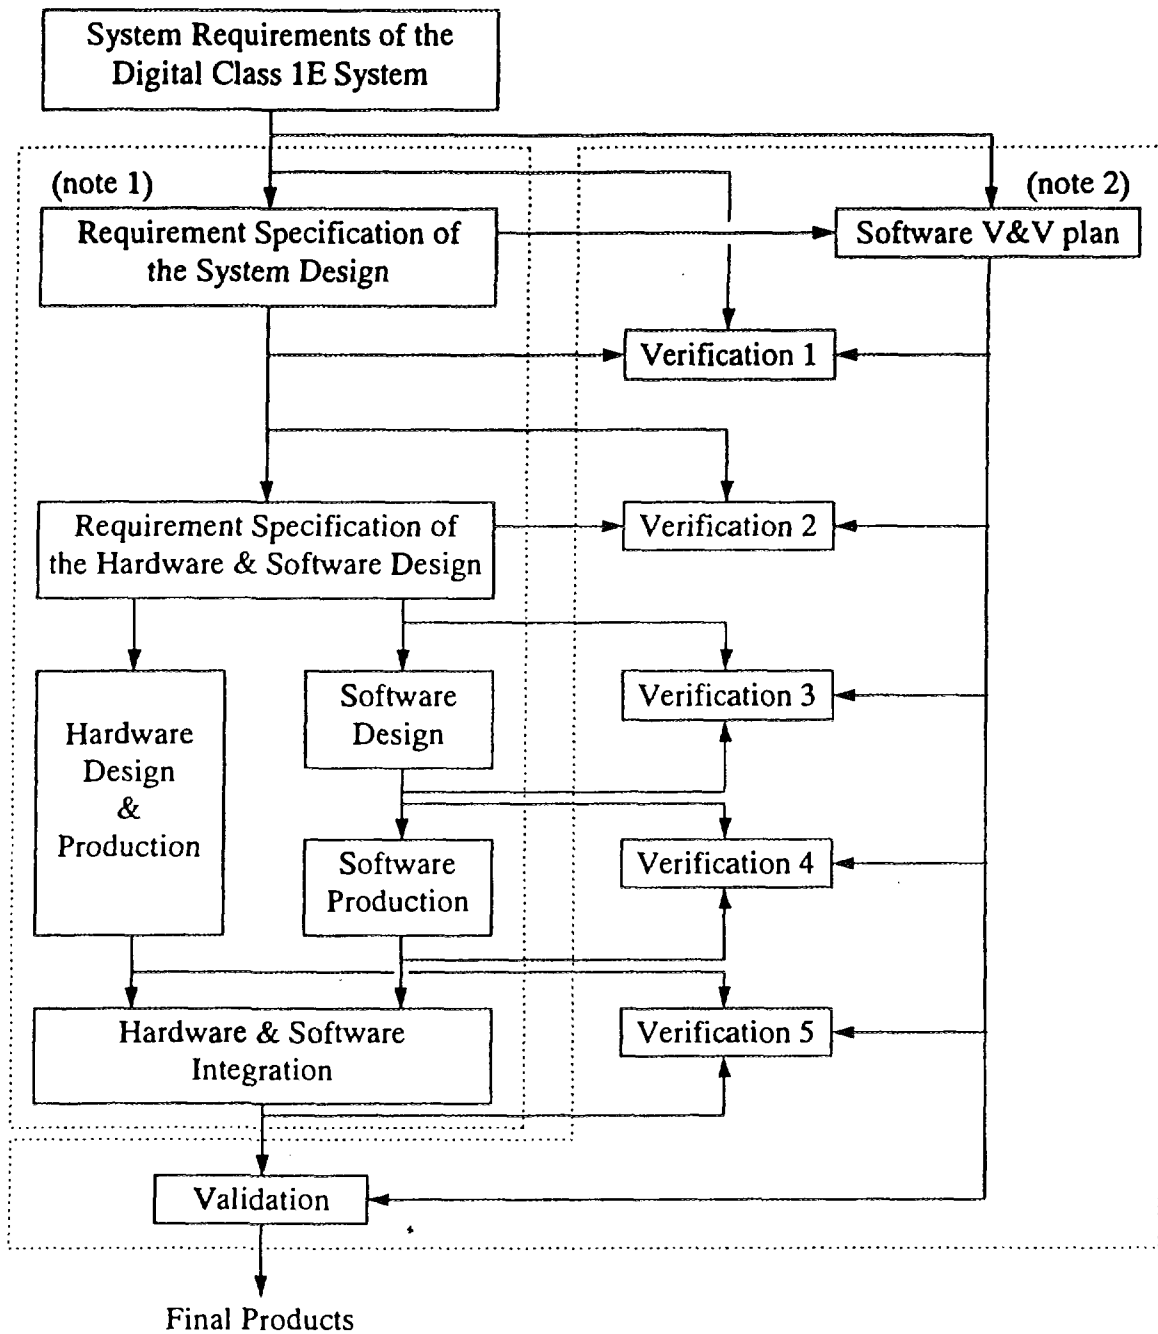 System Requirements of the
Digital Class 1E System
(note 1)
(note 2)
Requirement Specification of
the System Design
Software V&V plan
Verification 1
Requirement Specification of
the Hardware & Software Design
Verification 2
Hardware
Design
&
Production
Software
Design
Verification 3
Software
Production
Verification 4
Hardware & Software
Integration
Verification 5
Validation
Final Products